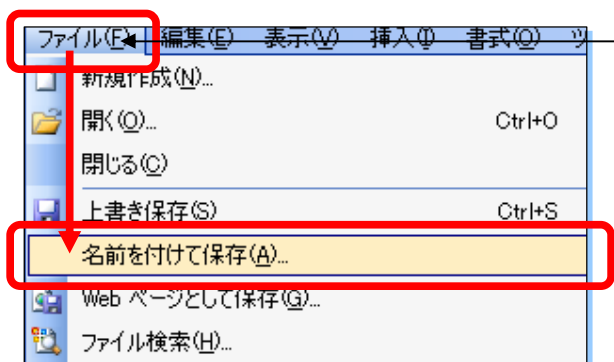 ファイル(F) 編集(E) 表示(V) 挿入(I) 書式(O) ツ
新規作成(N)...
開く(O)... Ctrl+O
閉じる(C)
上書き保存(S) Ctrl+S
名前を付けて保存(A)...
Web ページとして保存(G)...
ファイル検索(H)...